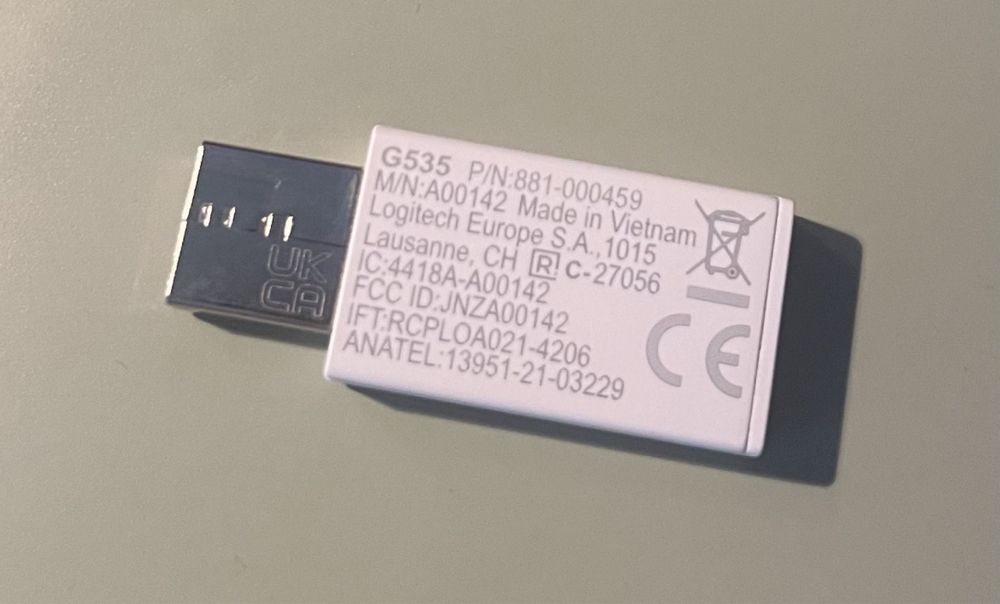 G535 P/N:881-000459
M/N:A00142 Made in Vietnam
Logitech Europe S.A.,1015
Lausanne, CH R C-27056
IC:4418A-A00142
FCC ID:JNZA00142
IFT:RCPLOA021-4206
ANATEL:13951-21-03229
CE
UK
CA